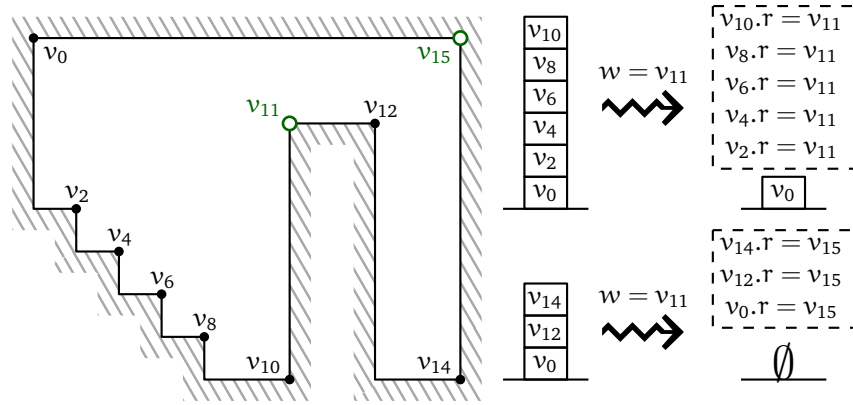 v₀
v₁₅
v₁₁
v₁₂
v₂
v₄
v₆
v₈
v₁₀
v₁₄
v₁₀
v₈
v₆
v₄
v₂
v₀
w = v₁₁
v₁₀.r = v₁₁
v₈.r = v₁₁
v₆.r = v₁₁
v₄.r = v₁₁
v₂.r = v₁₁
v₀
v₁₄
v₁₂
v₀
w = v₁₁
v₁₄.r = v₁₅
v₁₂.r = v₁₅
v₀.r = v₁₅
∅